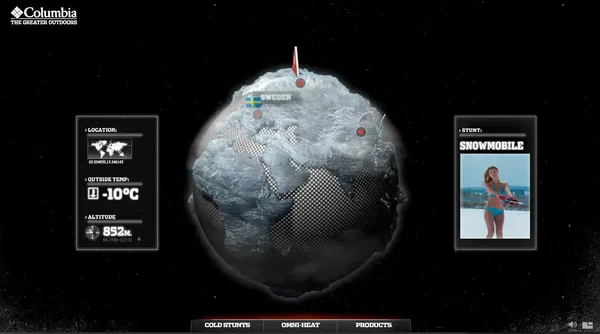 Columbia
THE GREATER OUTDOORS
SWEDEN
LOCATION:
OUTSIDE TEMP:
-10°C
ALTITUDE
852M.
STUNT:
SNOWMOBILE
COLD STUNTS
OMNI-HEAT
PRODUCTS